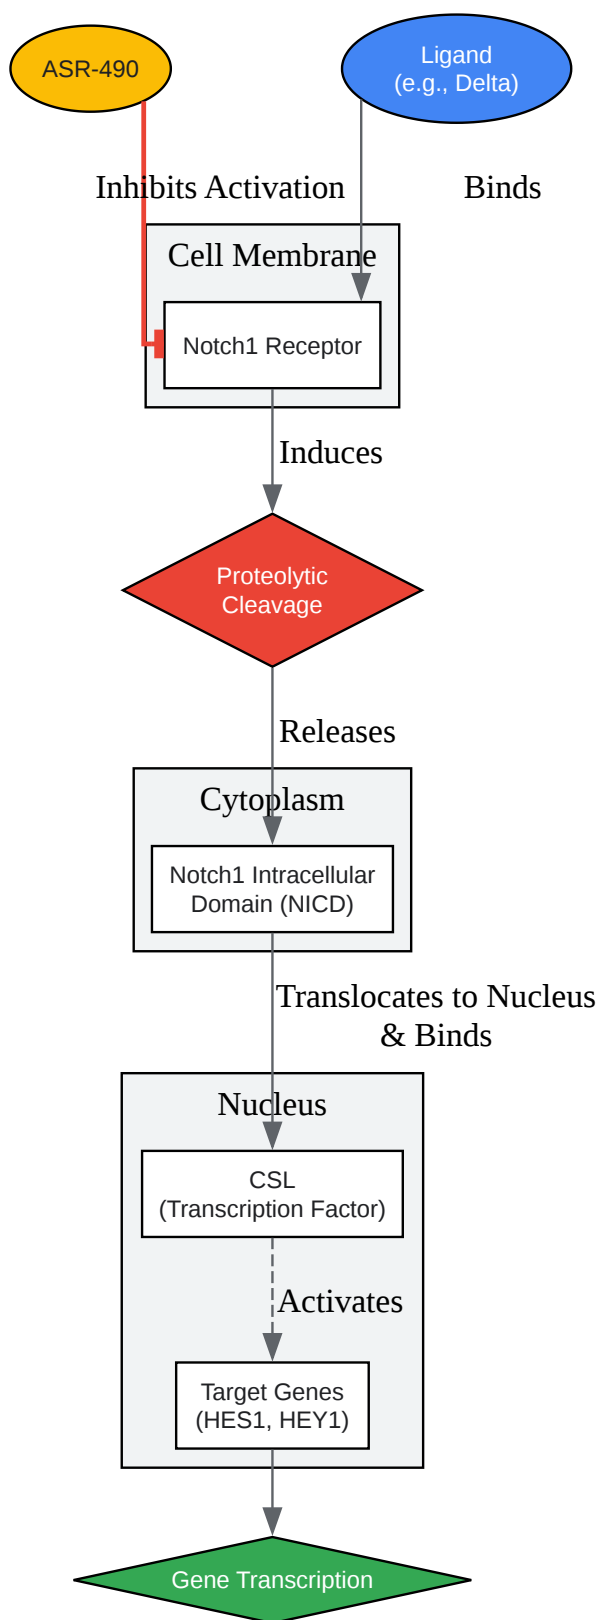 ASR-490
Ligand
(e.g., Delta)
Inhibits Activation
Binds
Cell Membrane
Notch1 Receptor
Induces
Proteolytic
Cleavage
Releases
Cytoplasm
Notch1 Intracellular
Domain (NICD)
Translocates to Nucleus
& Binds
Nucleus
CSL
(Transcription Factor)
Activates
Target Genes
(HES1, HEY1)
Gene Transcription